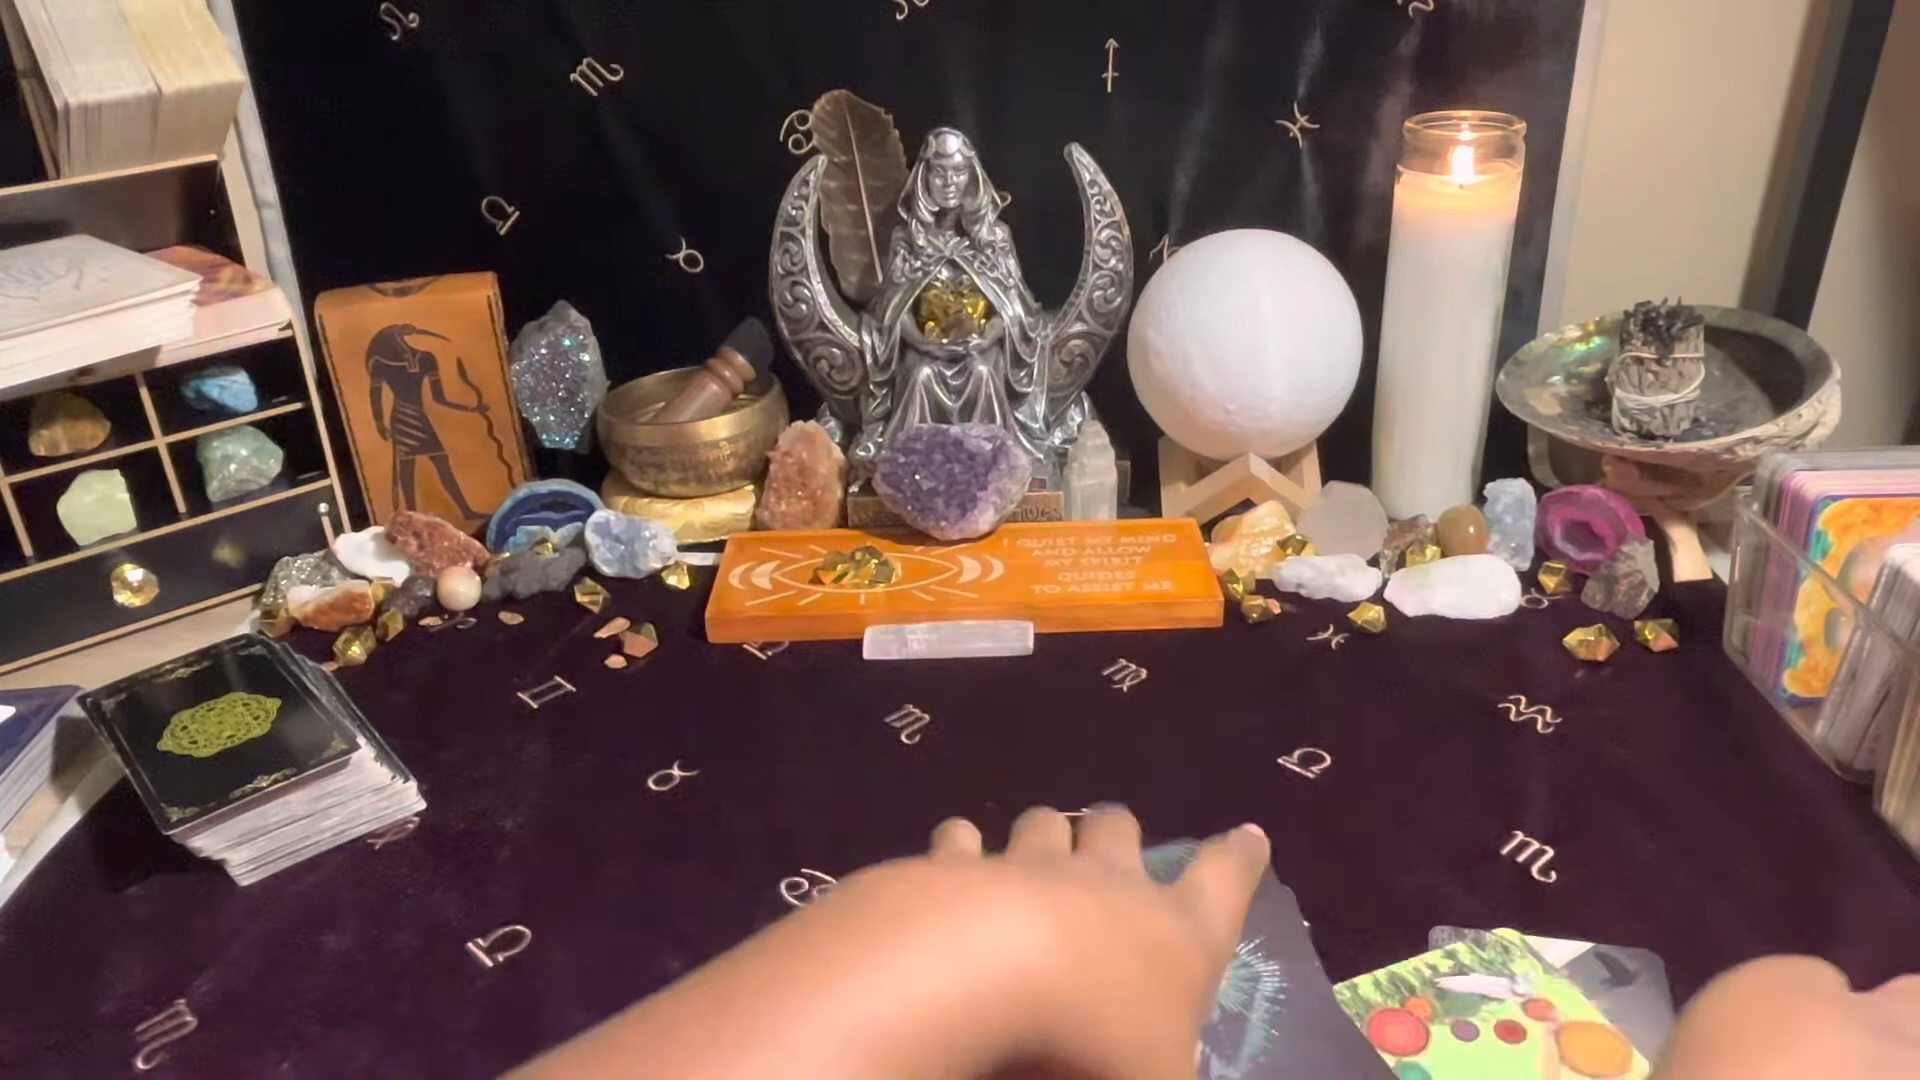 I QUIET MY MIND
AND ALLOW
MY SPIRIT
GUIDES
TO ASSIST ME